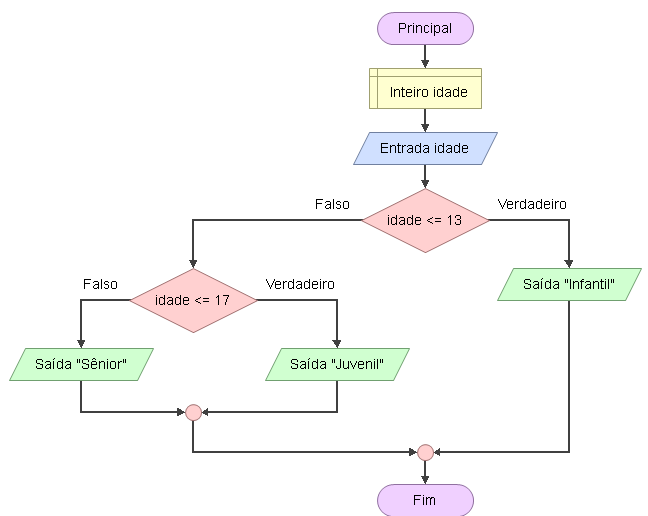 Principal
Inteiro idade
Entrada idade
Falso
idade <= 13
Verdadeiro
Falso
idade <= 17
Verdadeiro
Saída "Infantil"
Saída "Sênior"
Saída "Juvenil"
Fim